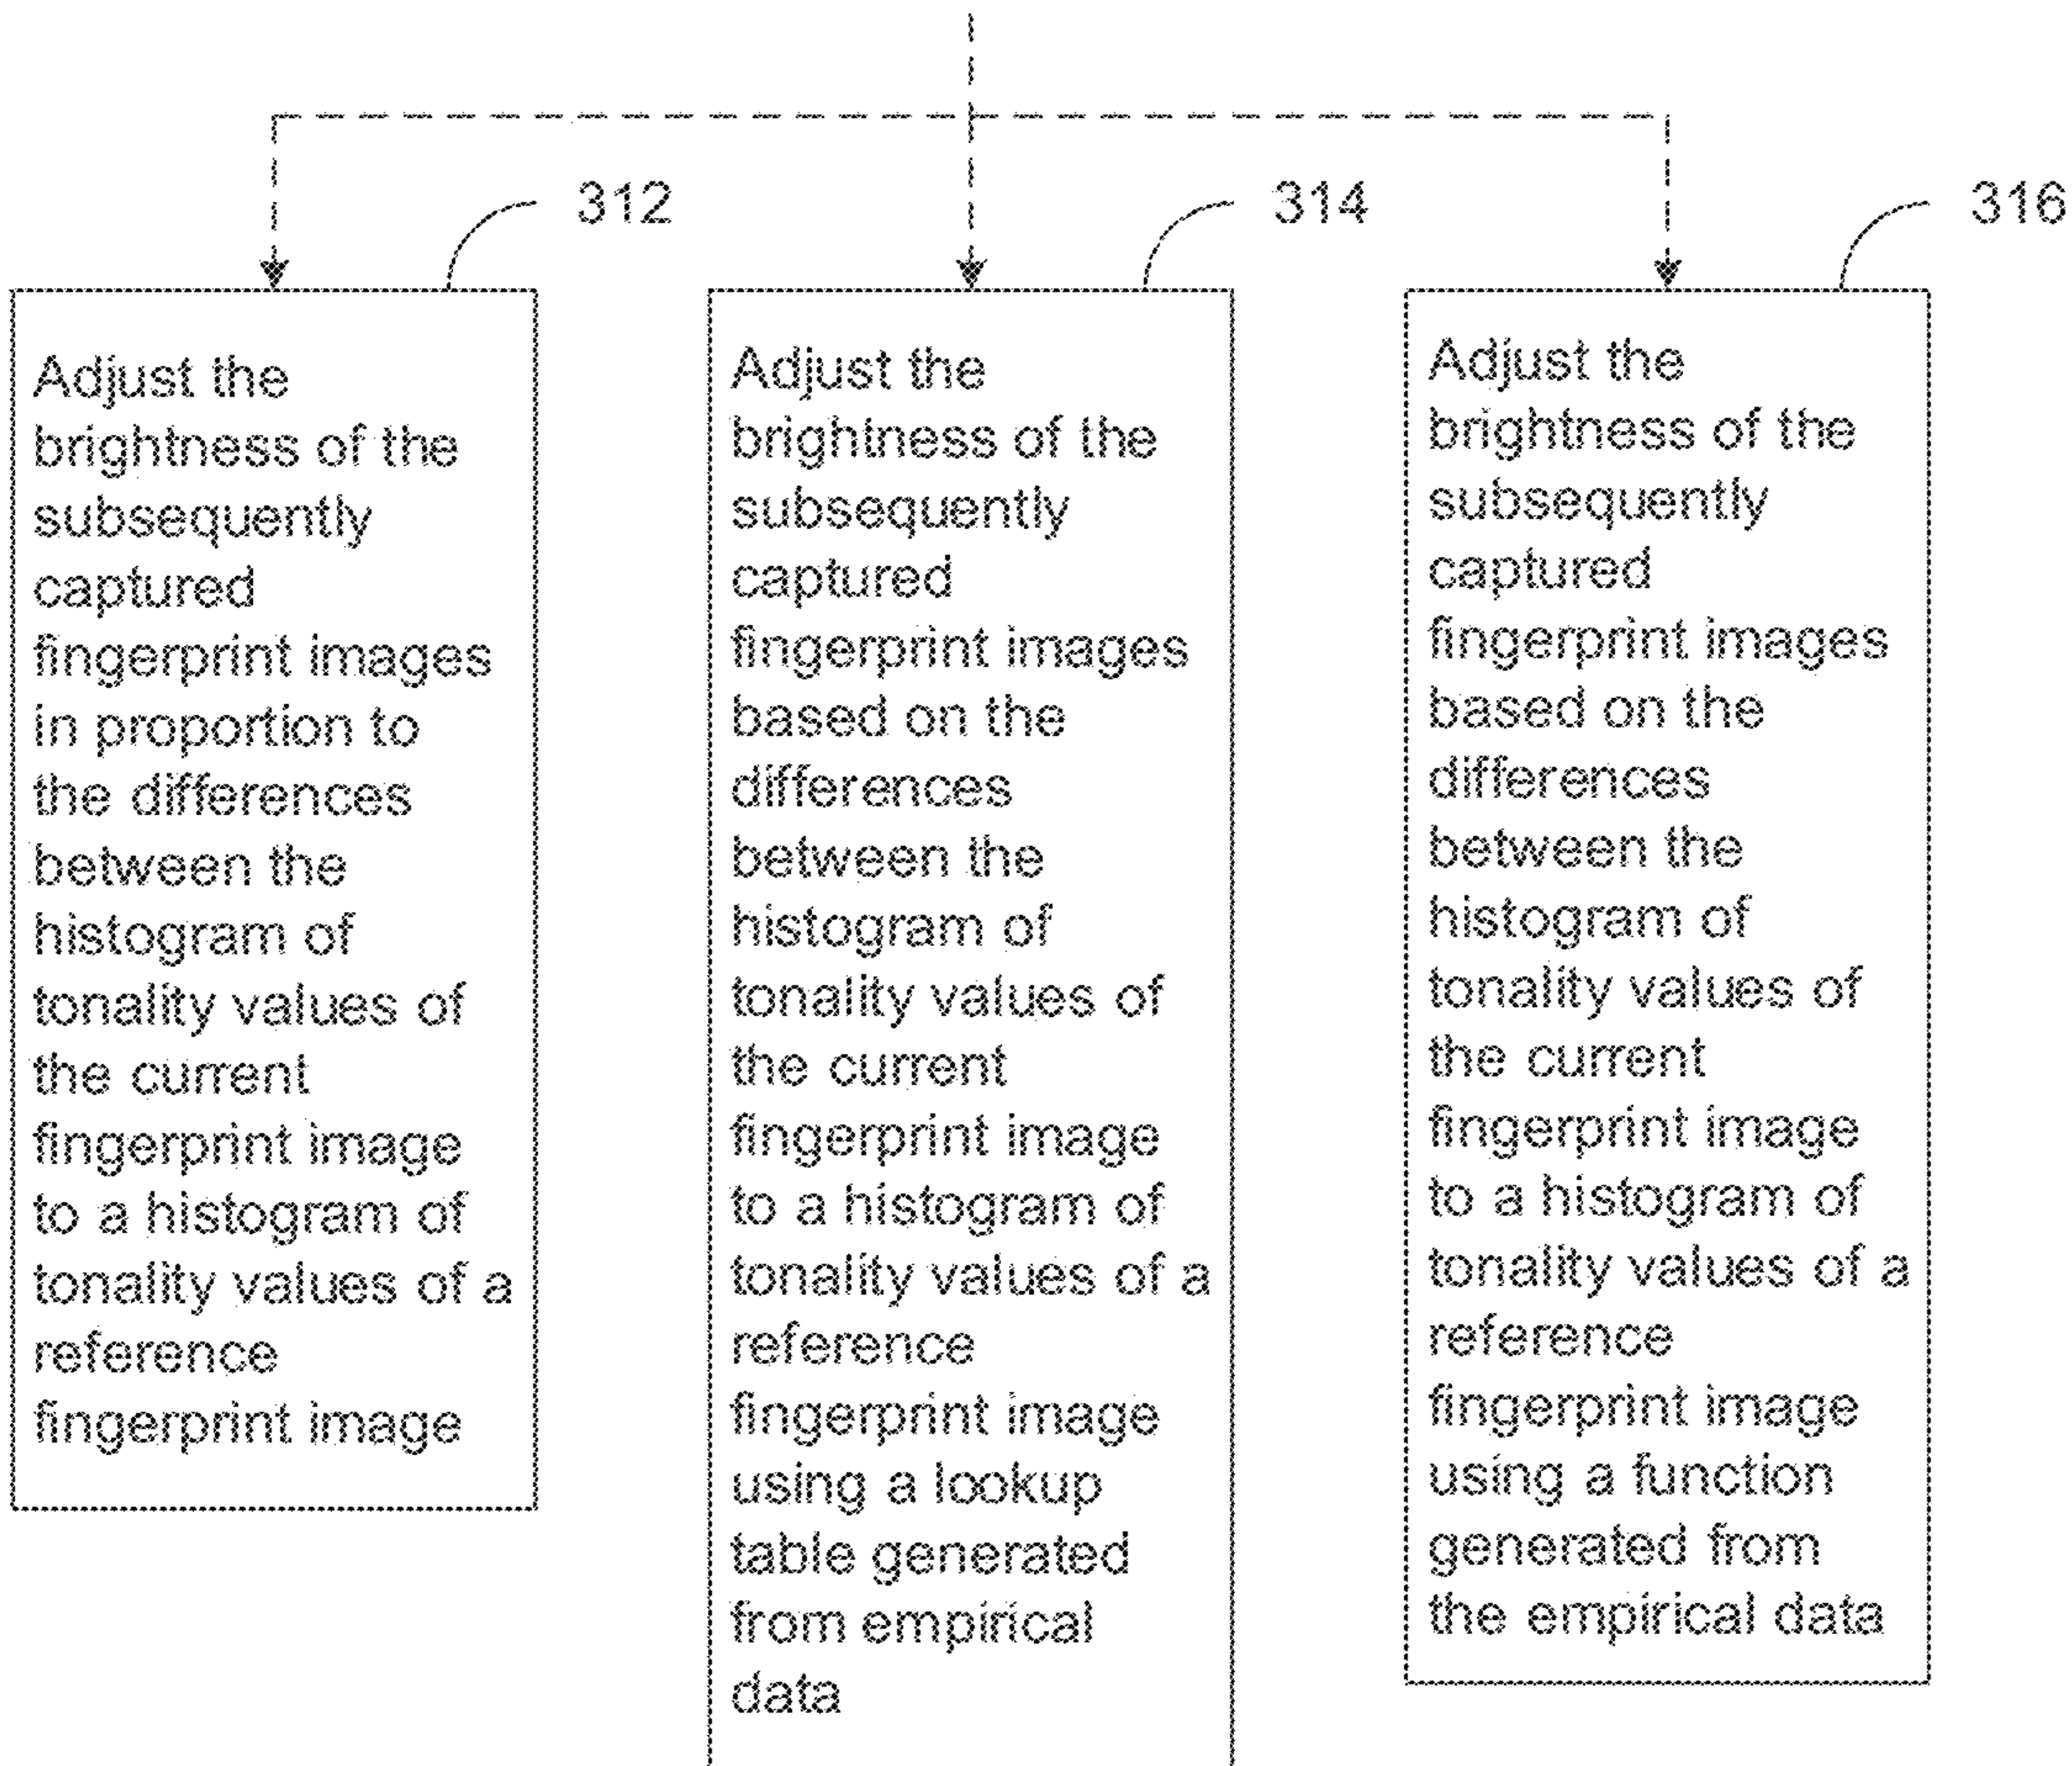 312
Adjust the
brightness of the
subsequently
captured
fingerprint images
in proportion to
the differences
between the
histogram of
tonality values of
the current
fingerprint image
to a histogram of
tonality values of a
reference
fingerprint image
314
Adjust the
brightness of the
subsequently
captured
fingerprint images
based on the
differences
between the
histogram of
tonality values of
the current
fingerprint image
to a histogram of
tonality values of a
reference
fingerprint image
using a lookup
table generated
from empirical
data
316
Adjust the
brightness of the
subsequently
captured
fingerprint images
based on the
differences
between the
histogram of
tonality values of
the current
fingerprint image
to a histogram of
tonality values of a
reference
fingerprint image
using a function
generated from
the empirical data